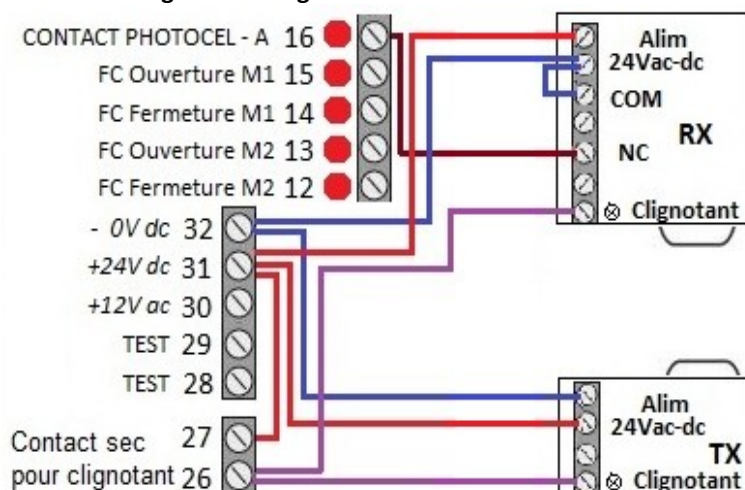 CONTACT PHOTOCEL - A 16
FC Ouverture M1 15
FC Fermeture M1 14
FC Ouverture M2 13
FC Fermeture M2 12
- 0V dc 32
+24V dc 31
+12V ac 30
TEST 29
TEST 28
Contact sec 27
pour clignotant 26
Alim
24Vac-dc
COM
RX
NC
Clignotant
Alim
24Vac-dc
TX
Clignotant